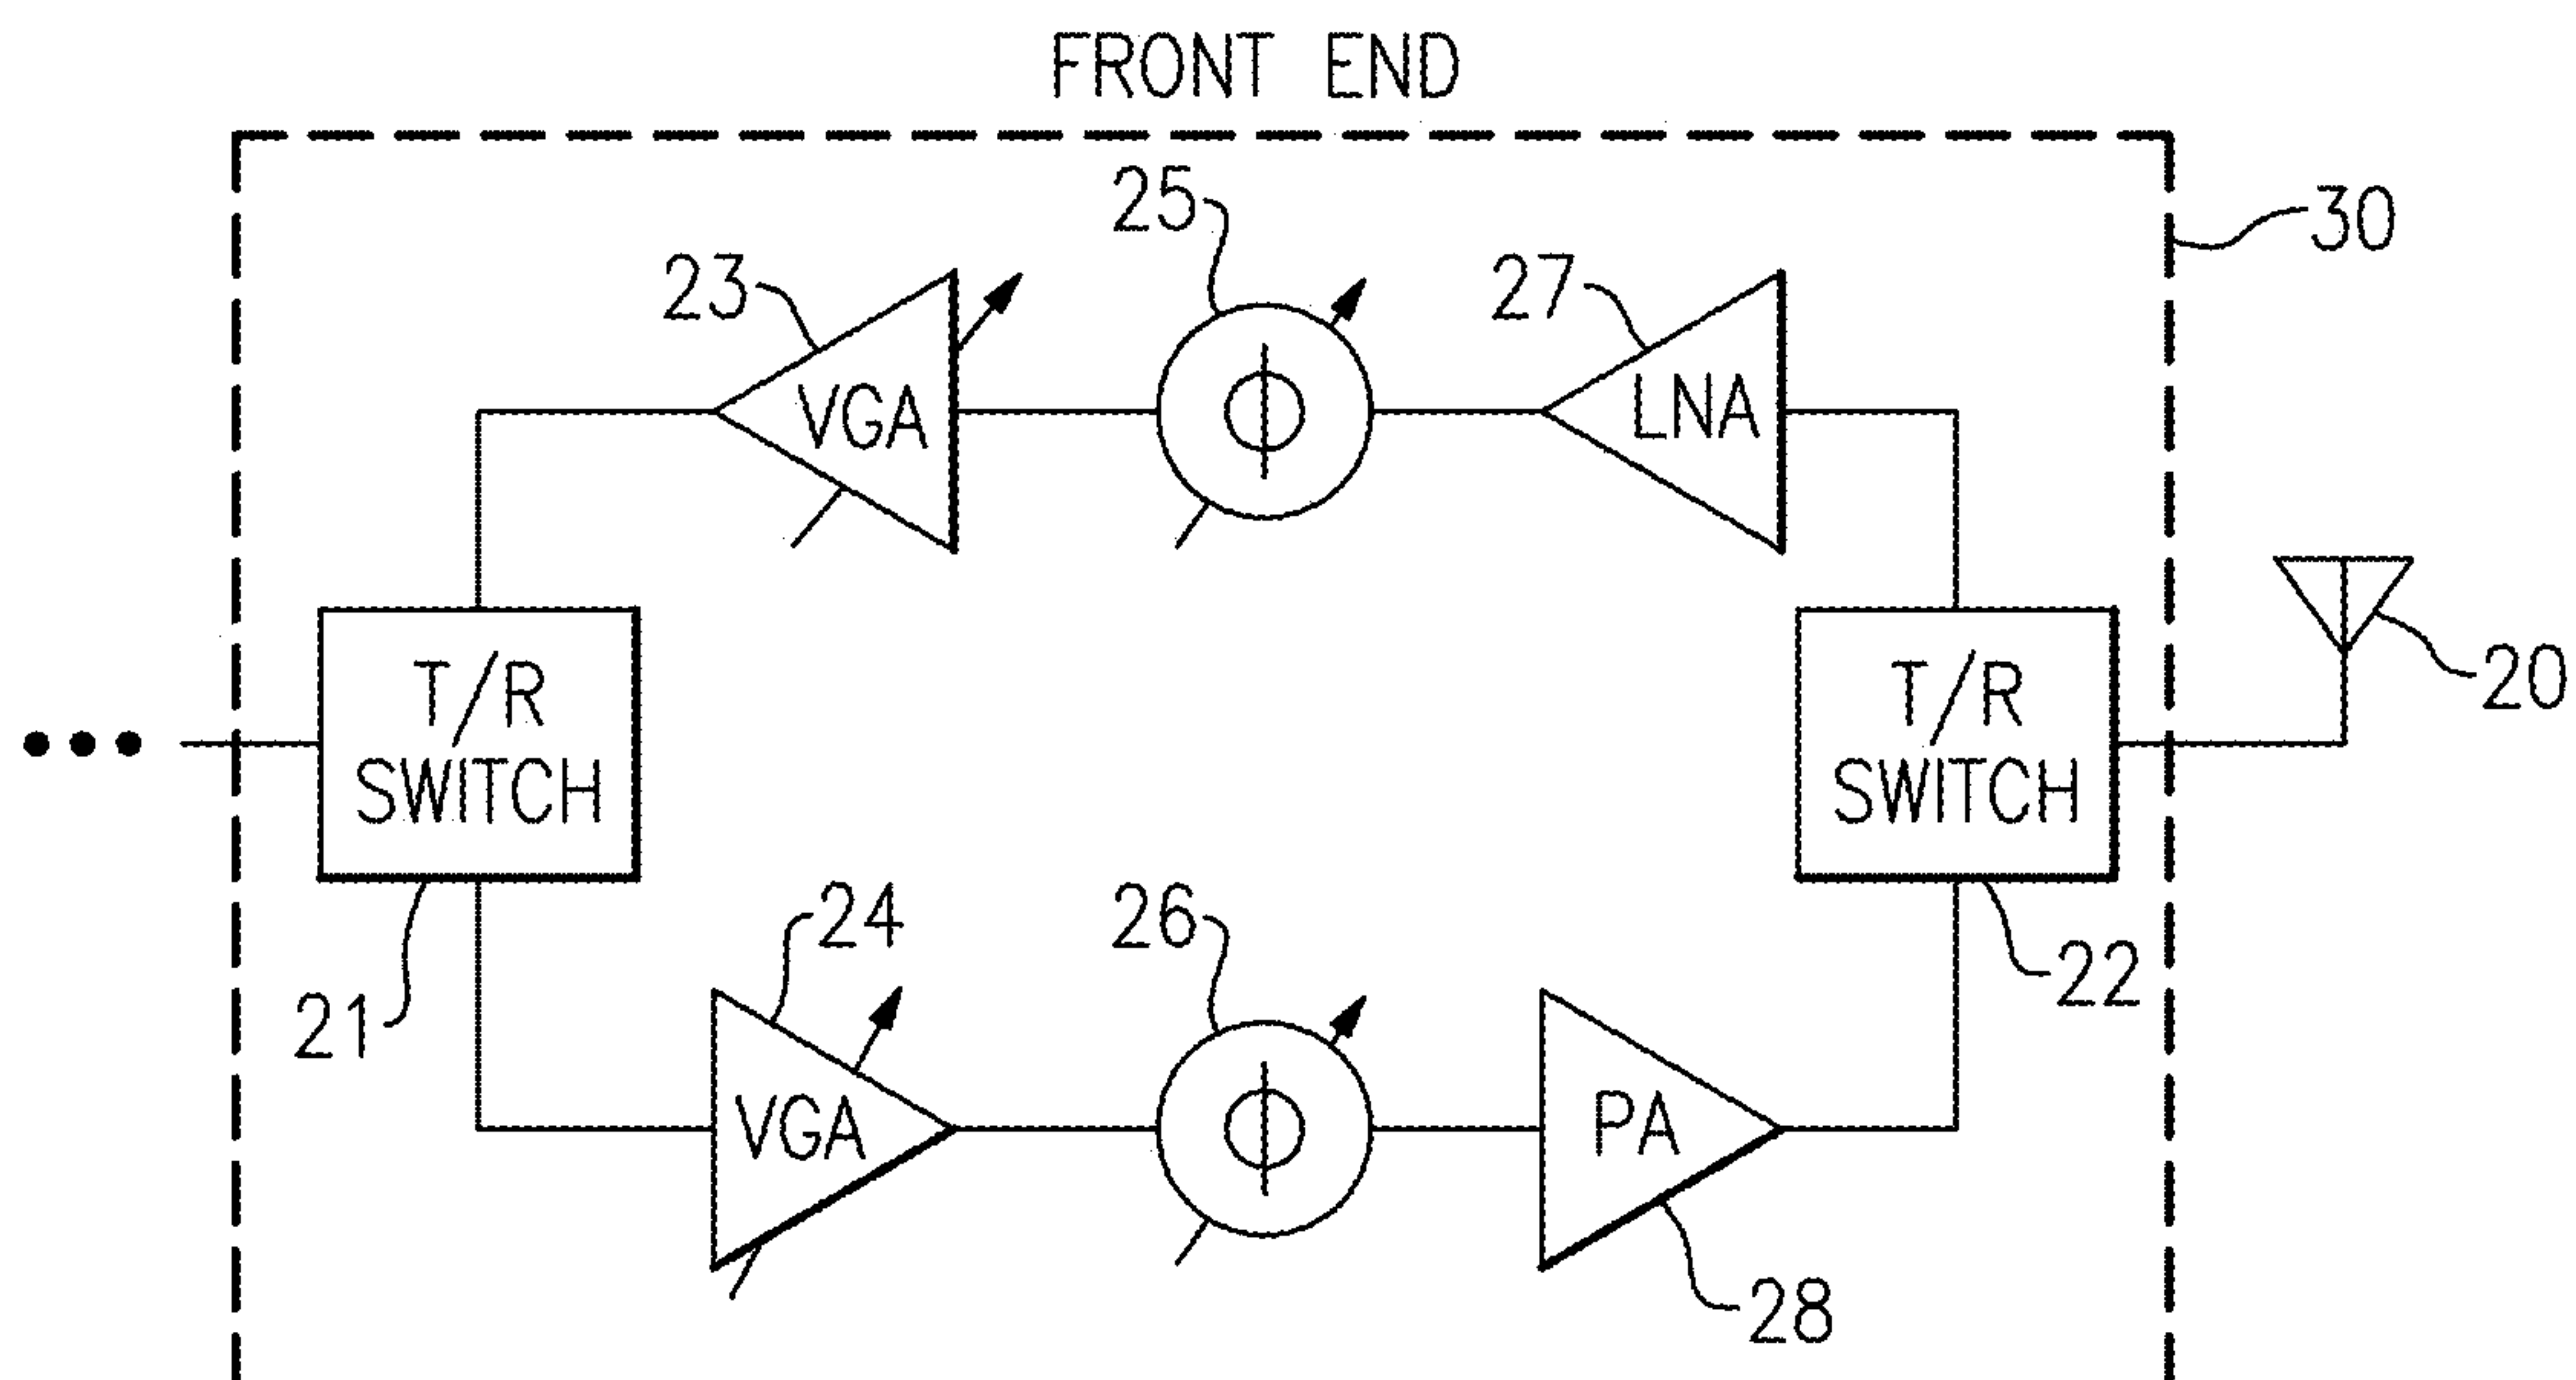 FRONT END
25
30
23
27
VGA
LNA
T/R
SWITCH
T/R
SWITCH
20
24
26
22
21
VGA
PA
28